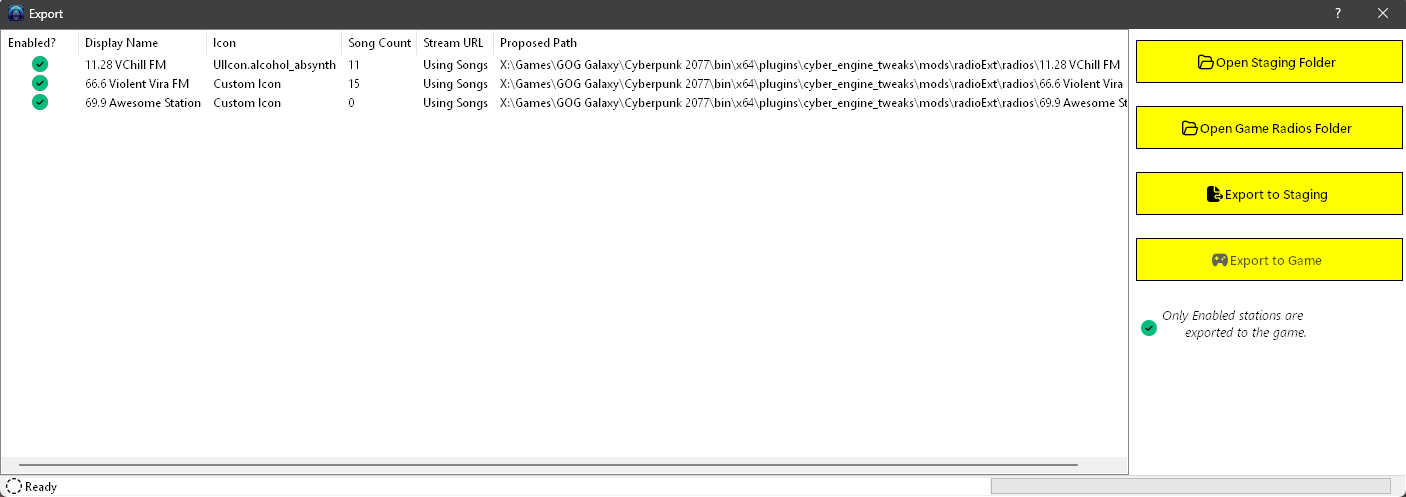 Export
?
Enabled? Display Name Icon Song Count Stream URL Proposed Path
11.28 VChill FM UIIcon.alcohol_absynth 11 Using Songs X:\Games\GOG Galaxy\Cyberpunk 2077\bin\x64\plugins\cyber_engine_tweaks\mods\radioExt\radios\11.28 VChill FM
66.6 Violent Vira FM Custom Icon 15 Using Songs X:\Games\GOG Galaxy\Cyberpunk 2077\bin\x64\plugins\cyber_engine_tweaks\mods\radioExt\radios\66.6 Violent Vira
69.9 Awesome Station Custom Icon 0 Using Songs X:\Games\GOG Galaxy\Cyberpunk 2077\bin\x64\plugins\cyber_engine_tweaks\mods\radioExt\radios\69.9 Awesome St
Open Staging Folder
Open Game Radios Folder
Export to Staging
Export to Game
Only Enabled stations are
exported to the game.
Ready